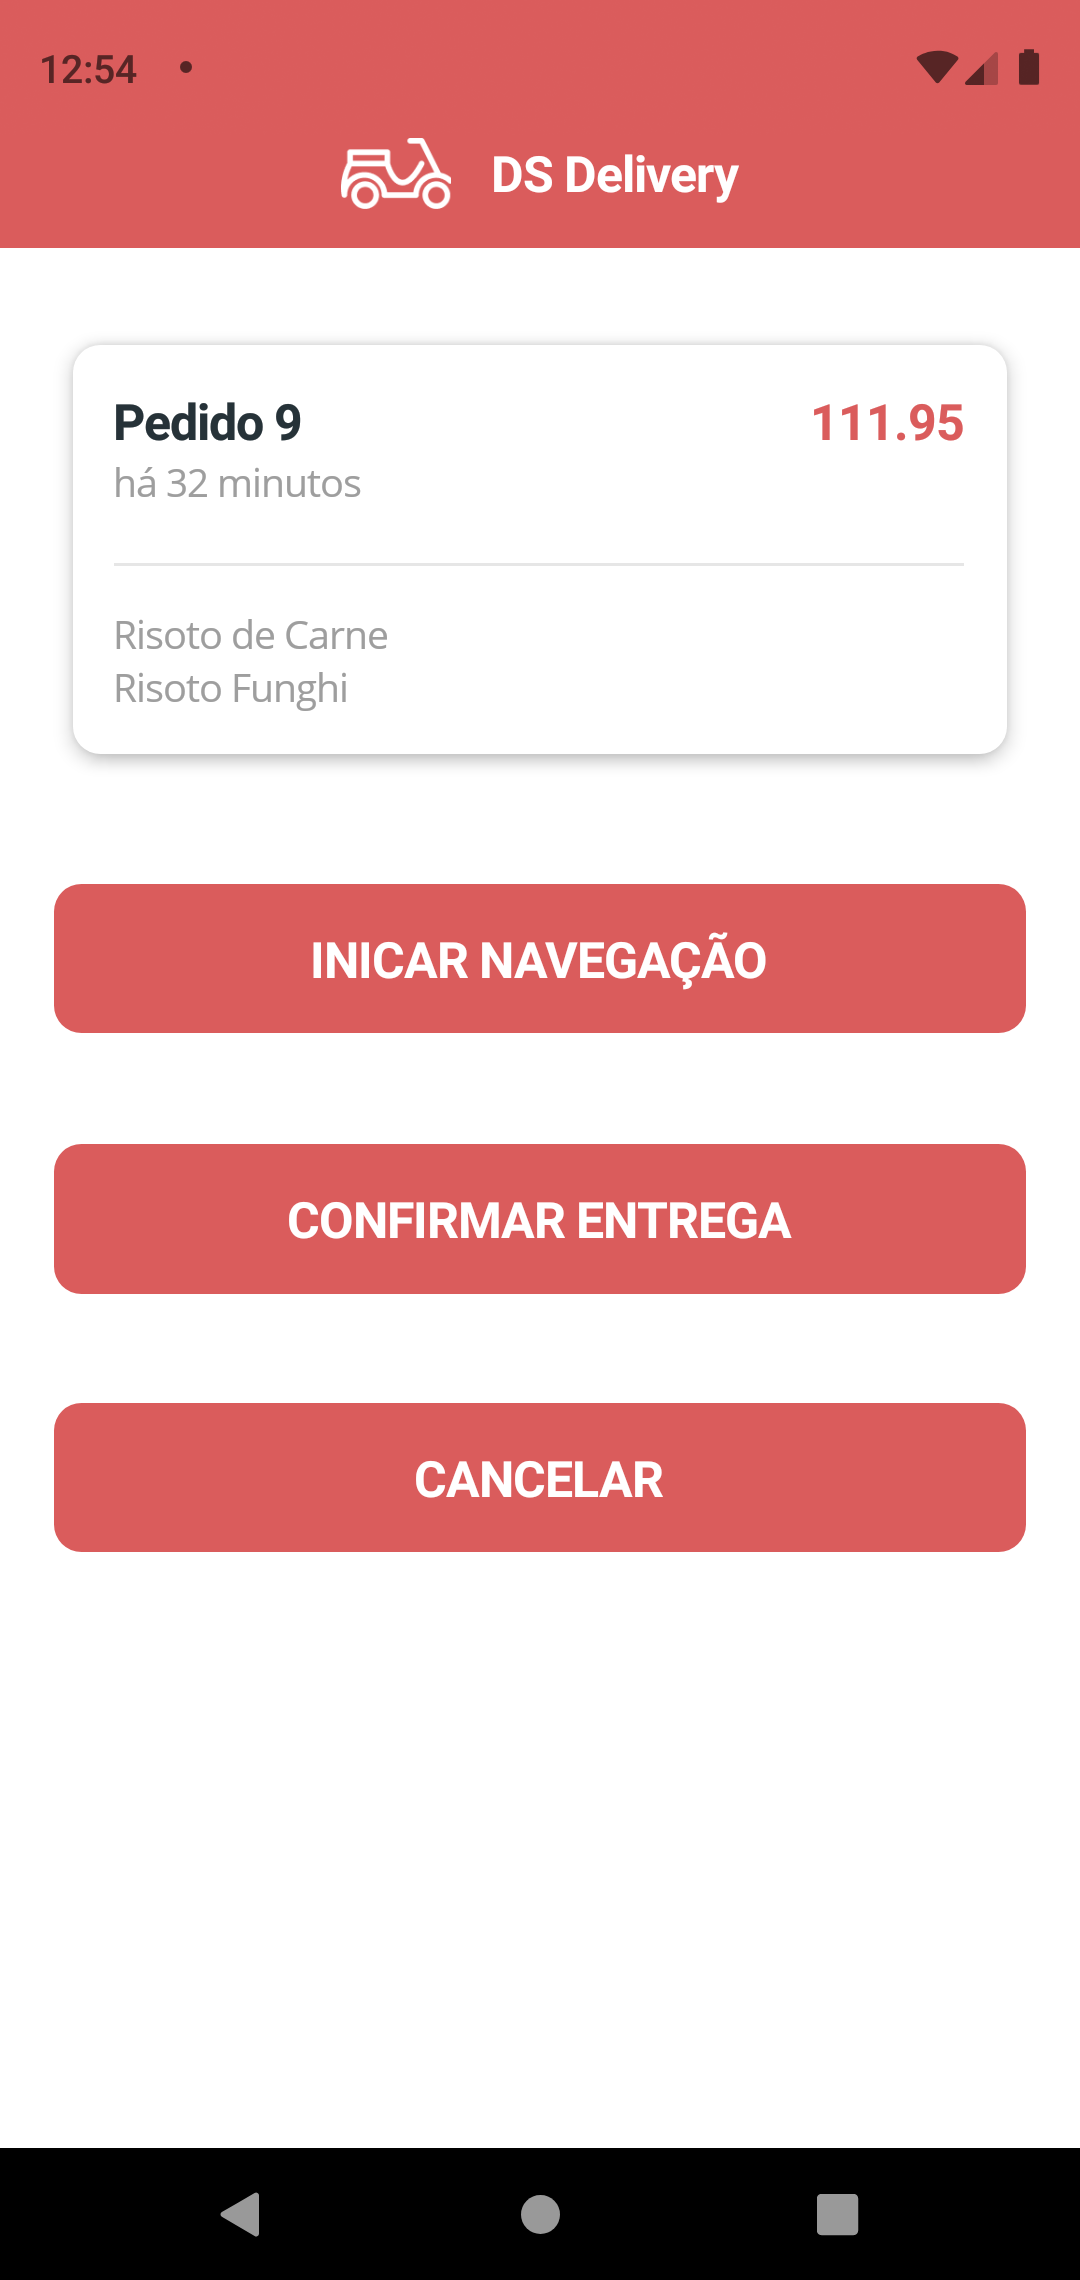 12:54
DS Delivery
Pedido 9
111.95
há 32 minutos
Risoto de Carne
Risoto Funghi
INICAR NAVEGAÇÃO
CONFIRMAR ENTREGA
CANCELAR